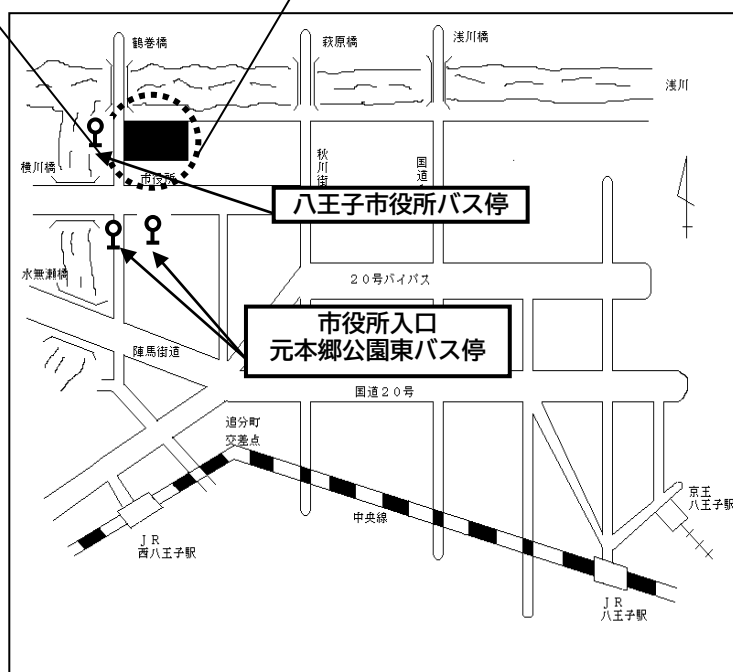 鶴巻橋
萩原橋
浅川橋
浅川
横川橋
市役所
秋川街
国道
八王子市役所バス停
水無瀬橋
20号バイパス
市役所入口
元本郷公園東バス停
陣馬街道
国道20号
追分町
交差点
京王
八王子駅
中央線
JR
西八王子駅
JR
八王子駅